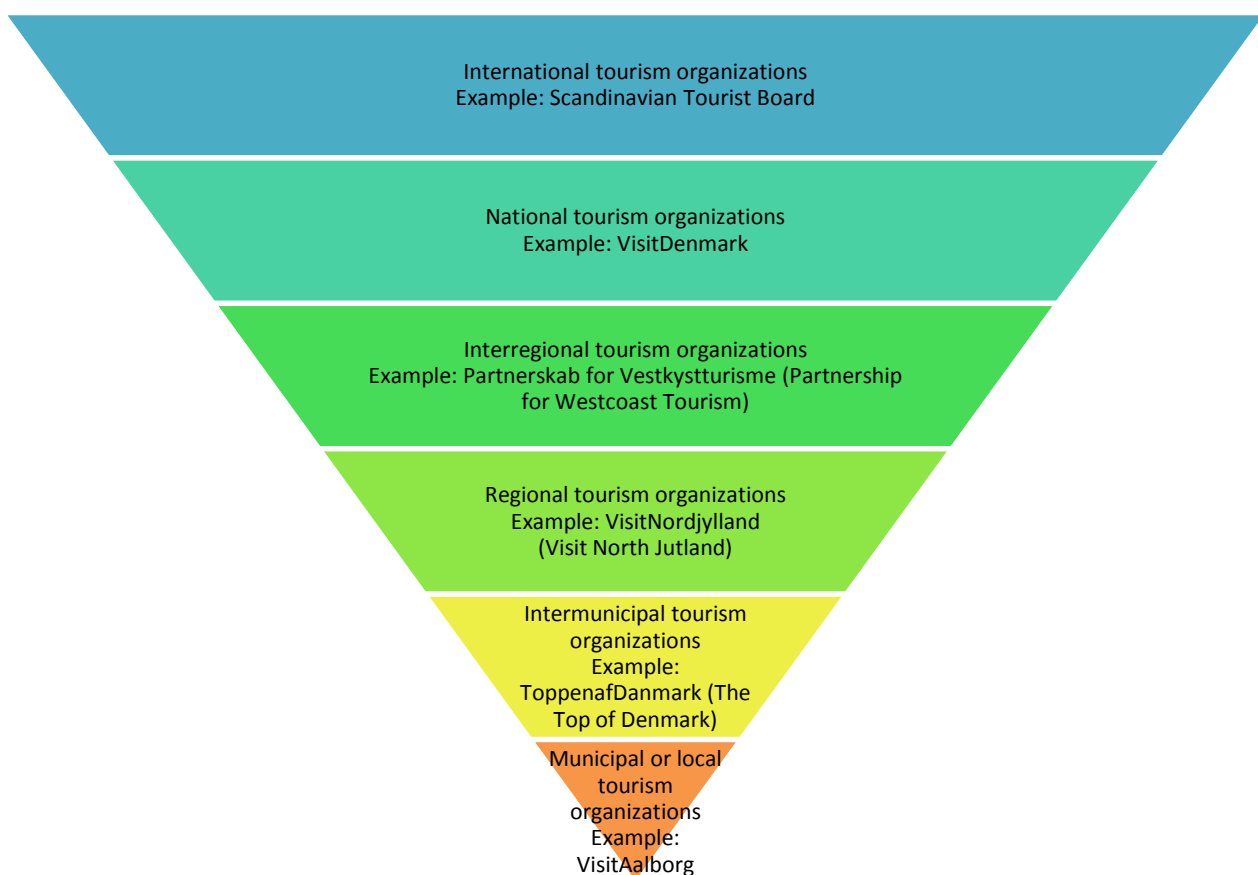 International tourism organizations
Example: Scandinavian Tourist Board
National tourism organizations
Example: VisitDenmark
Interregional tourism organizations
Example: Partnerskab for Vestkystturisme (Partnership
for Westcoast Tourism)
Regional tourism organizations
Example: VisitNordjylland
(Visit North Jutland)
Intermunicipal tourism
organizations
Example:
ToppenafDanmark (The
Top of Denmark)
Municipal or local
tourism
organizations
Example:
VisitAalborg